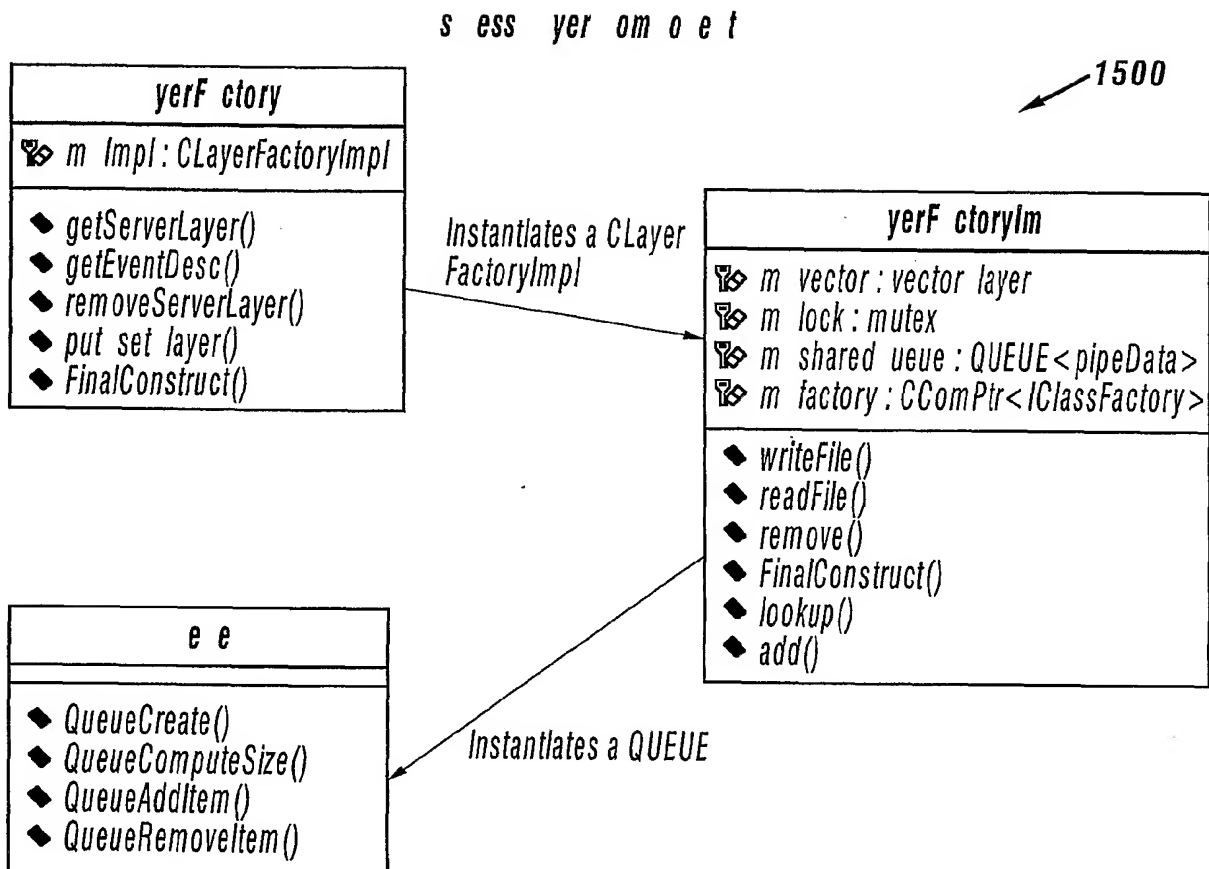 s ess yer om o e t
1500
yerF ctory
m Impl : CLayerFactoryImpl
getServerLayer()
getEventDesc()
removeServerLayer()
put set layer()
FinalConstruct()
Instantiates a CLayer
FactoryImpl
yerF ctoryIm
m vector : vector layer
m lock : mutex
m shared ueue : QUEUE<pipeData>
m factory : CComPtr<IClassFactory>
writeFile()
readFile()
remove()
FinalConstruct()
lookup()
add()
Instantiates a QUEUE
e e
QueueCreate()
QueueComputeSize()
QueueAddItem()
QueueRemoveItem()